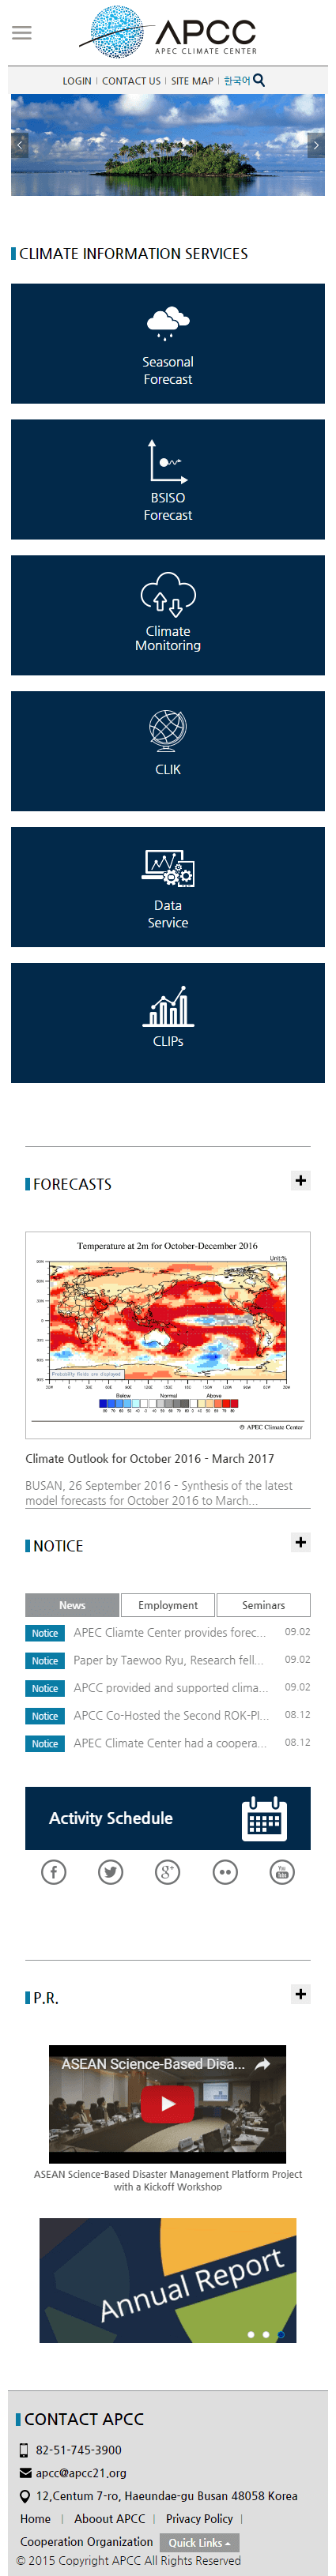 APCC
APEC CLIMATE CENTER
LOGIN | CONTACT US | SITE MAP | 한국어
CLIMATE INFORMATION SERVICES
Seasonal
Forecast
BSISO
Forecast
Climate
Monitoring
CLIK
Data
Service
CLIPs
FORECASTS
Temperature at 2m for October-December 2016
Unit:%
Probability fields are displayed
Below Normal Above
© APEC Climate Center
Climate Outlook for October 2016 - March 2017
BUSAN, 26 September 2016 - Synthesis of the latest
model forecasts for October 2016 to March...
NOTICE
News Employment Seminars
Notice APEC Cliamte Center provides forec... 09.02
Notice Paper by Taewoo Ryu, Research fell... 09.02
Notice APCC provided and supported clima... 09.02
Notice APCC Co-Hosted the Second ROK-PI... 08.12
Notice APEC Climate Center had a coopera... 08.12
Activity Schedule
P.R.
ASEAN Science-Based Disa...
ASEAN Science-Based Disaster Management Platform Project
with a Kickoff Workshop
Annual Report
CONTACT APCC
82-51-745-3900
apcc@apcc21.org
12,Centum 7-ro, Haeundae-gu Busan 48058 Korea
Home | Aboout APCC | Privacy Policy |
Cooperation Organization Quick Links
© 2015 Copyright APCC All Rights Reserved